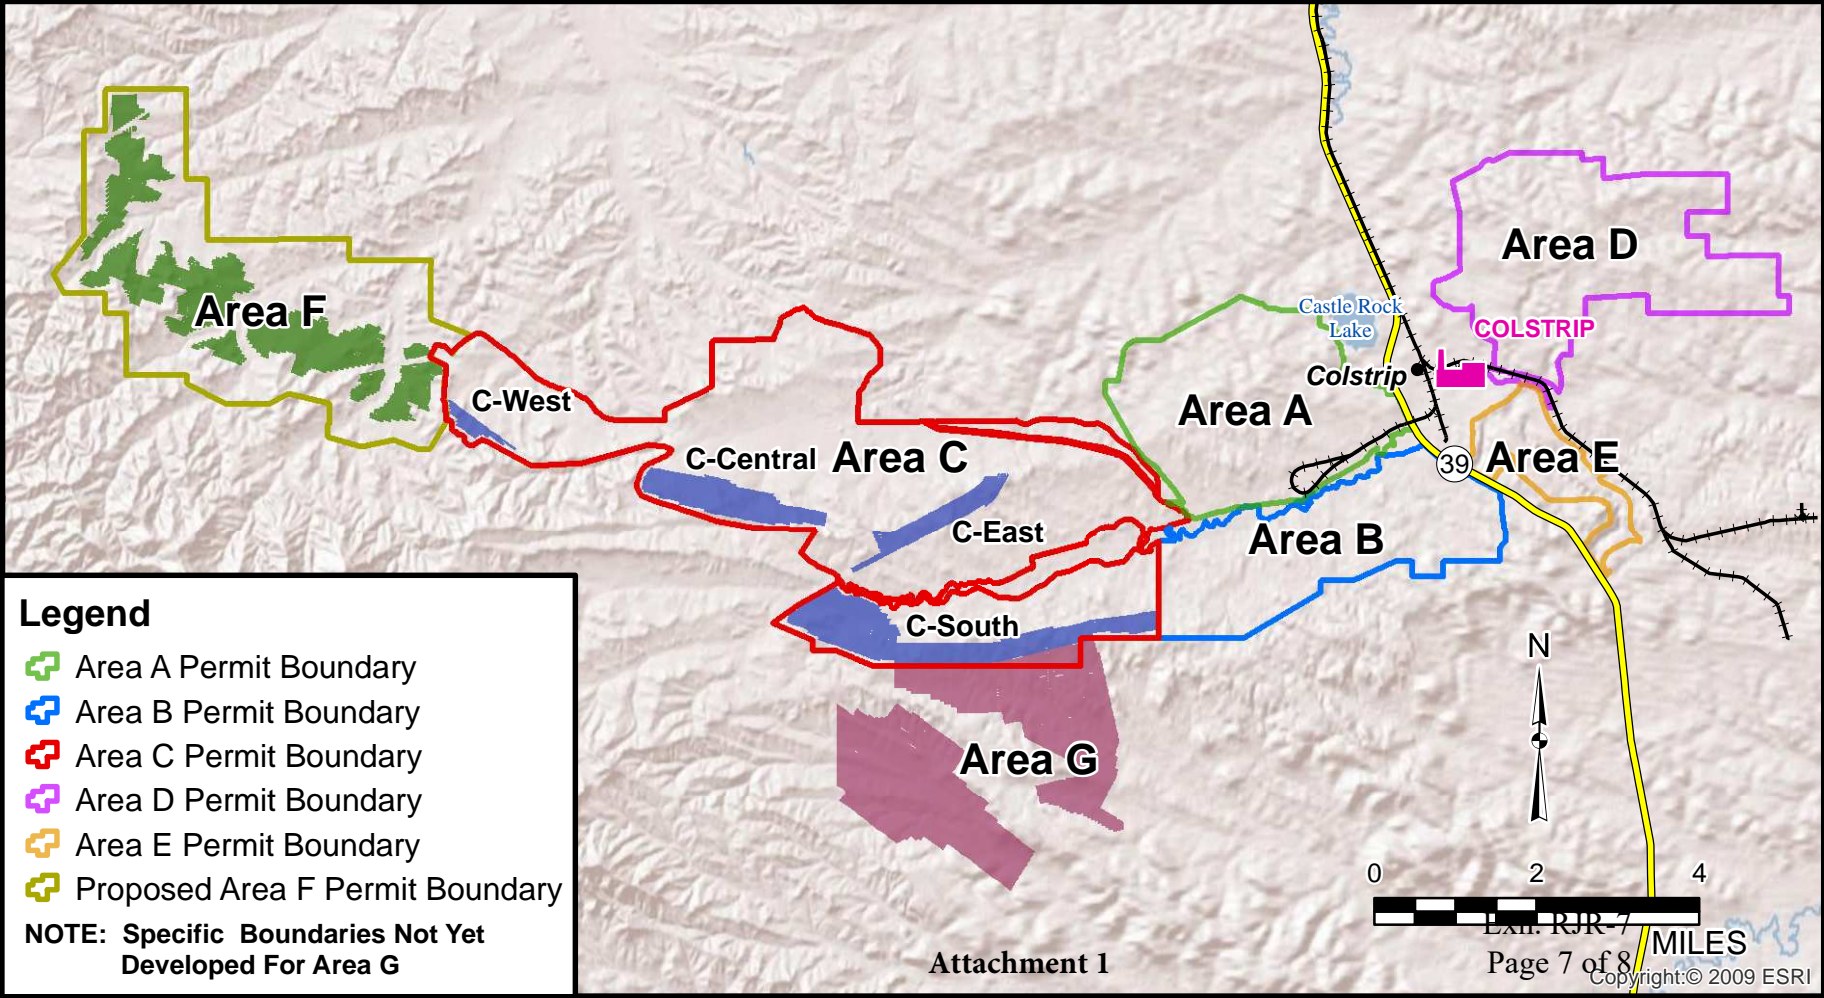 Area D
Area F
Castle Rock
Lake
COLSTRIP
Colstrip
C-West
Area A
C-Central
Area C
39
Area E
C-East
Area B
C-South
Area G
Legend
Area A Permit Boundary
Area B Permit Boundary
Area C Permit Boundary
Area D Permit Boundary
Area E Permit Boundary
Proposed Area F Permit Boundary
NOTE: Specific Boundaries Not Yet
Developed For Area G
N
0 2 4
MILES
Exh. RJR-7
Page 7 of 8
Attachment 1
Copyright:© 2009 ESRI